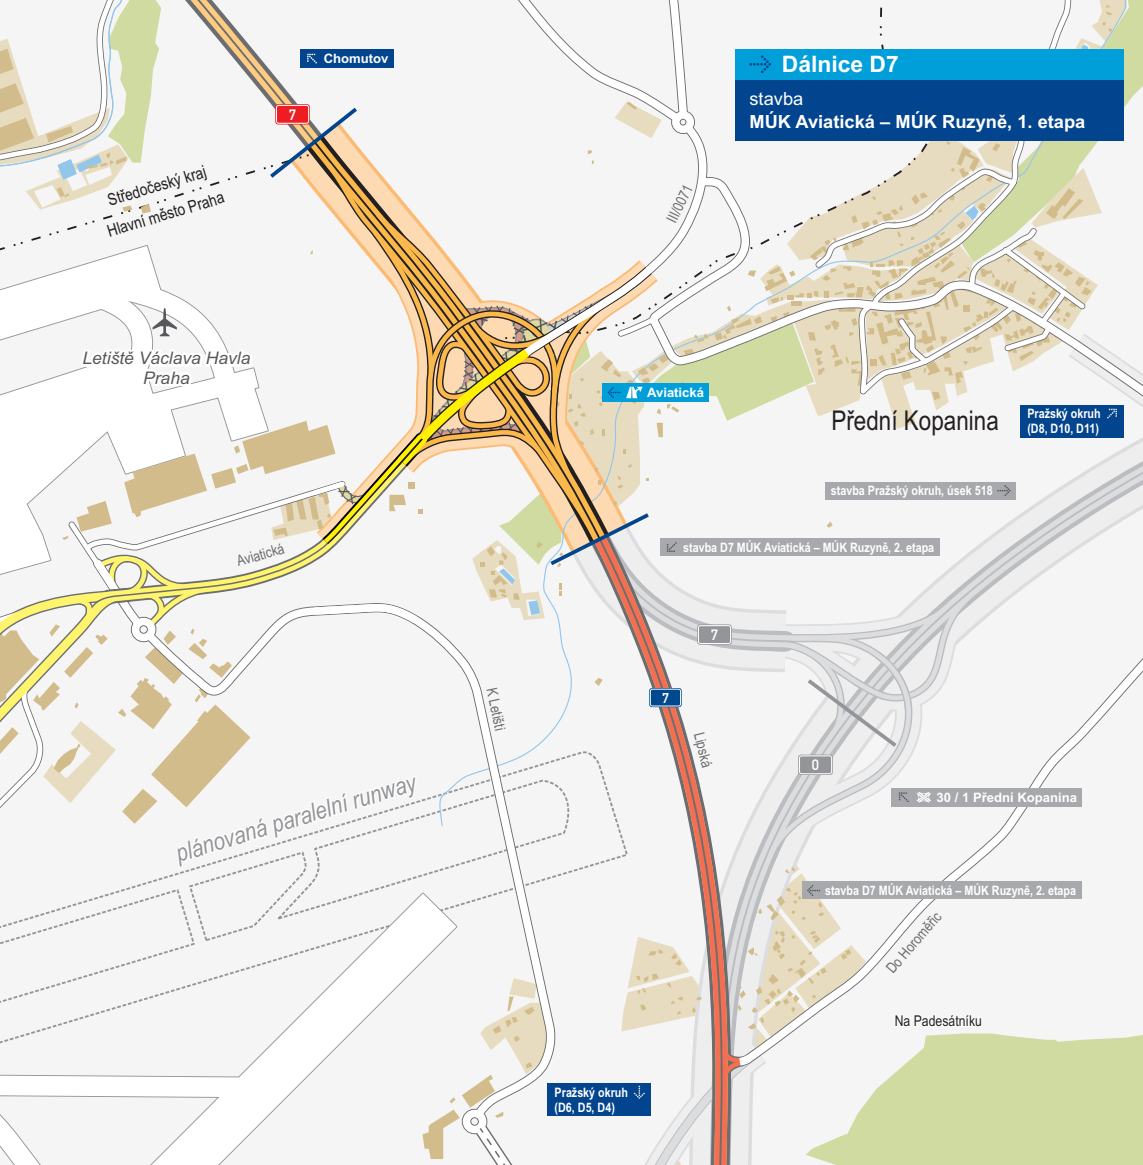 Chomutov
Dálnice D7
stavba
MÚK Aviatická – MÚK Ruzyně, 1. etapa
7
Středočeský kraj
Hlavní město Praha
III/0071
Letiště Václava Havla
Praha
Aviatická
Přední Kopanina
Pražský okruh
(D8, D10, D11)
stavba Pražský okruh, úsek 518
stavba D7 MÚK Aviatická – MÚK Ruzyně, 2. etapa
Aviatická
7
7
K Letišti
Lipská
0
plánovaná paralelní runway
30 / 1 Přední Kopanina
stavba D7 MÚK Aviatická – MÚK Ruzyně, 2. etapa
Do Horoměřic
Na Padesátníku
Pražský okruh
(D6, D5, D4)